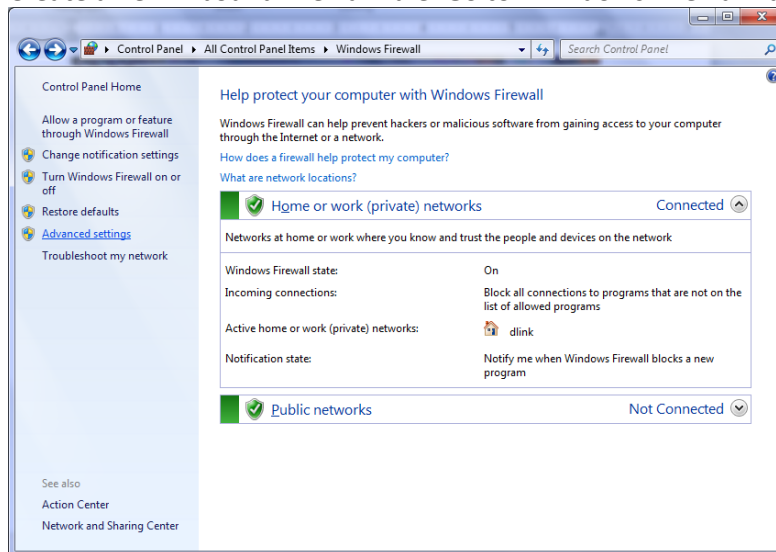 Control Panel ▸ All Control Panel Items ▸ Windows Firewall
Search Control Panel
Control Panel Home
Allow a program or feature
through Windows Firewall
Change notification settings
Turn Windows Firewall on or
off
Restore defaults
Advanced settings
Troubleshoot my network
See also
Action Center
Network and Sharing Center
Help protect your computer with Windows Firewall
Windows Firewall can help prevent hackers or malicious software from gaining access to your computer
through the Internet or a network.
How does a firewall help protect my computer?
What are network locations?
Home or work (private) networks Connected
Networks at home or work where you know and trust the people and devices on the network
Windows Firewall state: On
Incoming connections: Block all connections to programs that are not on the
list of allowed programs
Active home or work (private) networks: dlink
Notification state: Notify me when Windows Firewall blocks a new
program
Public networks Not Connected